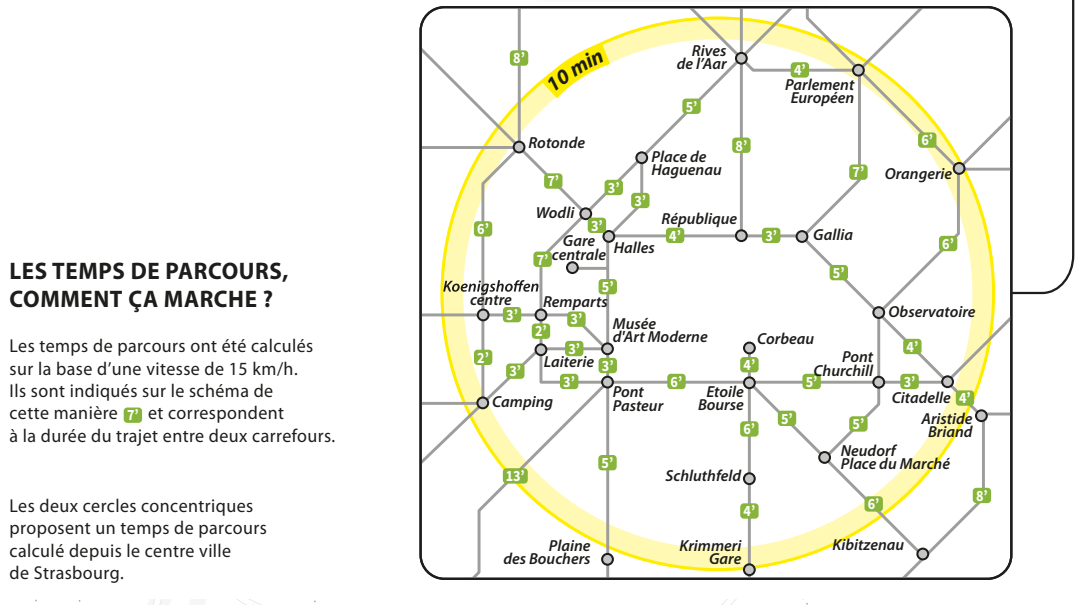 LES TEMPS DE PARCOURS,
COMMENT ÇA MARCHE ?
Les temps de parcours ont été calculés
sur la base d’une vitesse de 15 km/h.
Ils sont indiqués sur le schéma de
cette manière 7’ et correspondent
à la durée du trajet entre deux carrefours.
Les deux cercles concentriques
proposent un temps de parcours
calculé depuis le centre ville
de Strasbourg.
10 min
8’
Rives
de l’Aar
4’
Parlement
Européen
5’
Rotonde
8’
6’
Place de
Haguenau
Orangerie
7’
3’
7’
3’
Wodli
République
6’
3’
Halles
4’
3’
Gallia
6’
Gare
centrale
7’
5’
5’
Koenigshoffen
centre
Remparts
3’
3’
Observatoire
2’
Musée
d’Art Moderne
Corbeau
4’
2’
3’
Laiterie
3’
4’
Pont
Churchill
3’
3’
Pont
Pasteur
6’
Etoile
Bourse
5’
3’
Citadelle
4’
Camping
Aristide
Briand
5’
5’
6’
Neudorf
Place du Marché
13’
5’
Schluthfeld
8’
6’
4’
Plaine
des Bouchers
Krimmeri
Gare
Kibitzenau